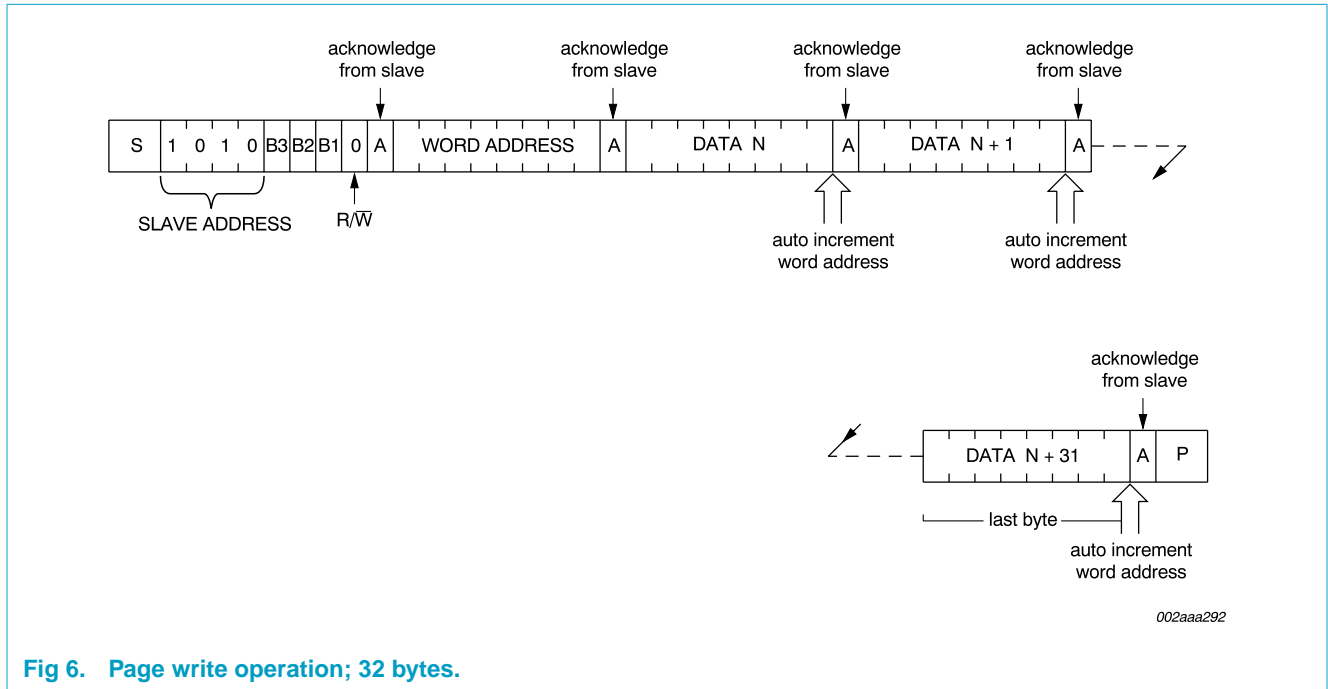 acknowledge
from slave
acknowledge
from slave
acknowledge
from slave
acknowledge
from slave
S 1 0 1 0 B3 B2 B1 0 A WORD ADDRESS A DATA N A DATA N + 1 A
SLAVE ADDRESS
R/W̅
auto increment
word address
auto increment
word address
acknowledge
from slave
DATA N + 31 A P
last byte
auto increment
word address
002aaa292
Fig 6. Page write operation; 32 bytes.